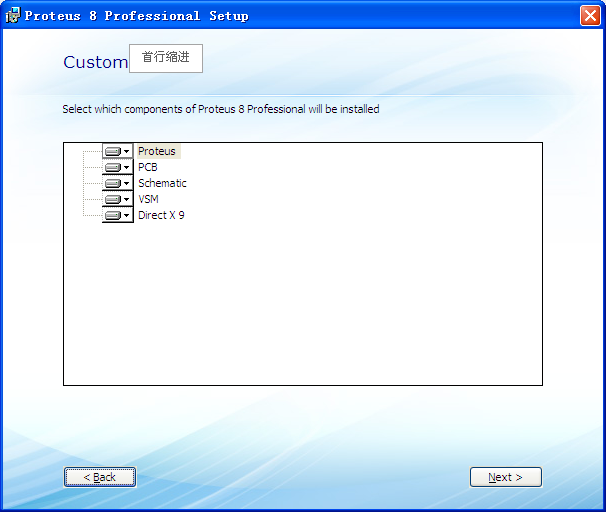 Proteus 8 Professional Setup
Custom
首行缩进
Select which components of Proteus 8 Professional will be installed
Proteus
PCB
Schematic
VSM
Direct X 9
< Back
Next >